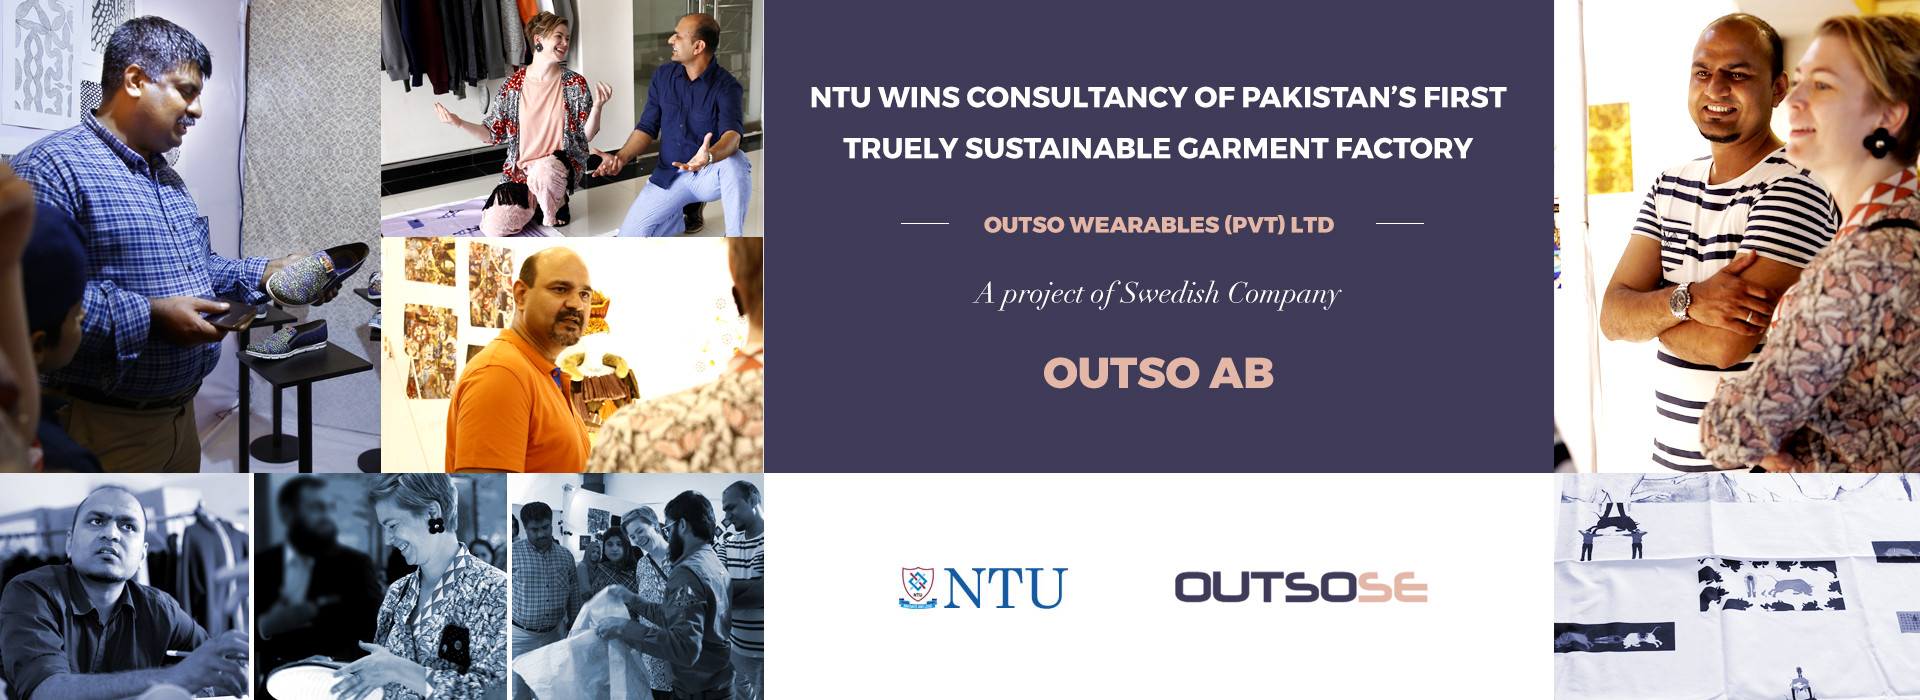 NTU WINS CONSULTANCY OF PAKISTAN’S FIRST
TRUELY SUSTAINABLE GARMENT FACTORY
OUTSO WEARABLES (PVT) LTD
A project of Swedish Company
OUTSO AB
NTU
NTU
OUTSOSE